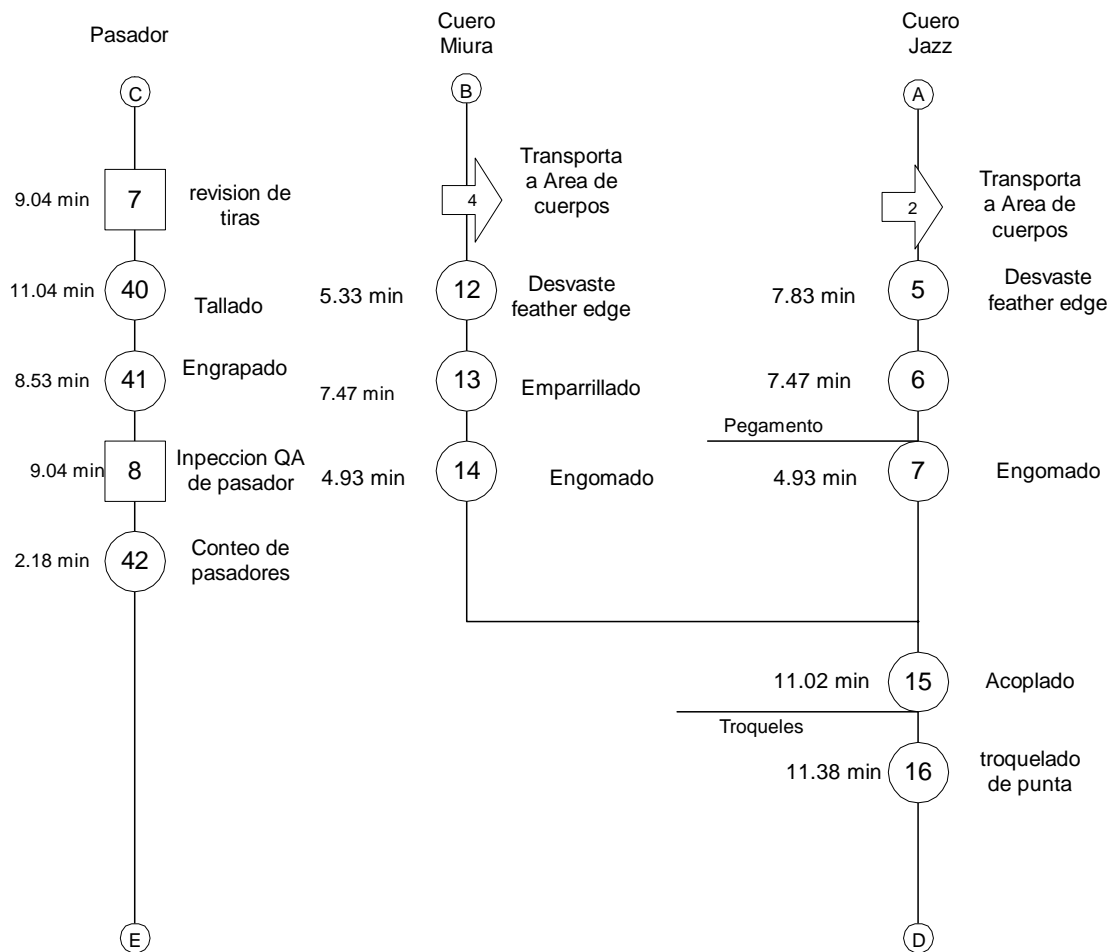 Pasador
Cuero
Miura
Cuero
Jazz
C
B
A
9.04 min
7
revision de
tiras
4
Transporta
a Area de
cuerpos
2
Transporta
a Area de
cuerpos
11.04 min
40
Tallado
5.33 min
12
Desvaste
feather edge
7.83 min
5
Desvaste
feather edge
8.53 min
41
Engrapado
7.47 min
13
Emparrillado
7.47 min
6
Pegamento
9.04 min
8
Inpeccion QA
de pasador
4.93 min
14
Engomado
4.93 min
7
Engomado
2.18 min
42
Conteo de
pasadores
11.02 min
15
Acoplado
Troqueles
11.38 min
16
troquelado
de punta
E
D